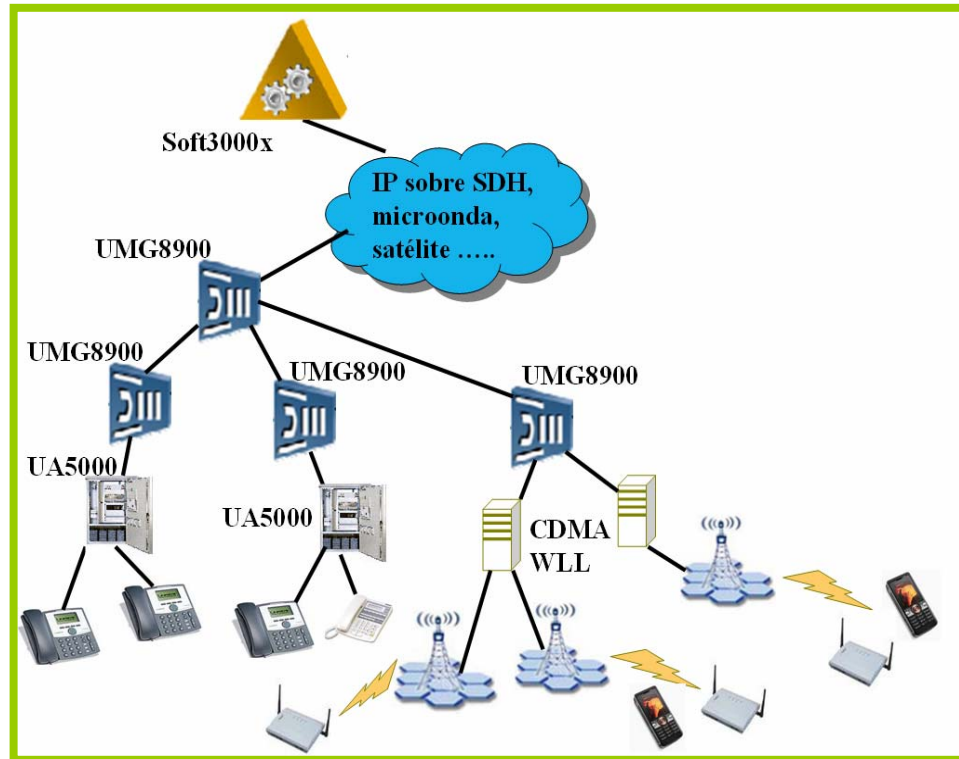 Soft3000x
IP sobre SDH,
microonda,
satélite …..
UMG8900
UMG8900
UMG8900
UMG8900
UA5000
UA5000
CDMA
WLL